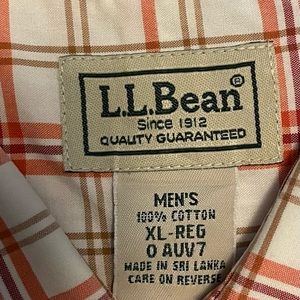 L.L.Bean®
Since 1912
QUALITY GUARANTEED
MEN'S
100% COTTON
XL-REG
0 AUV7
MADE IN SRI LANKA
CARE ON REVERSE